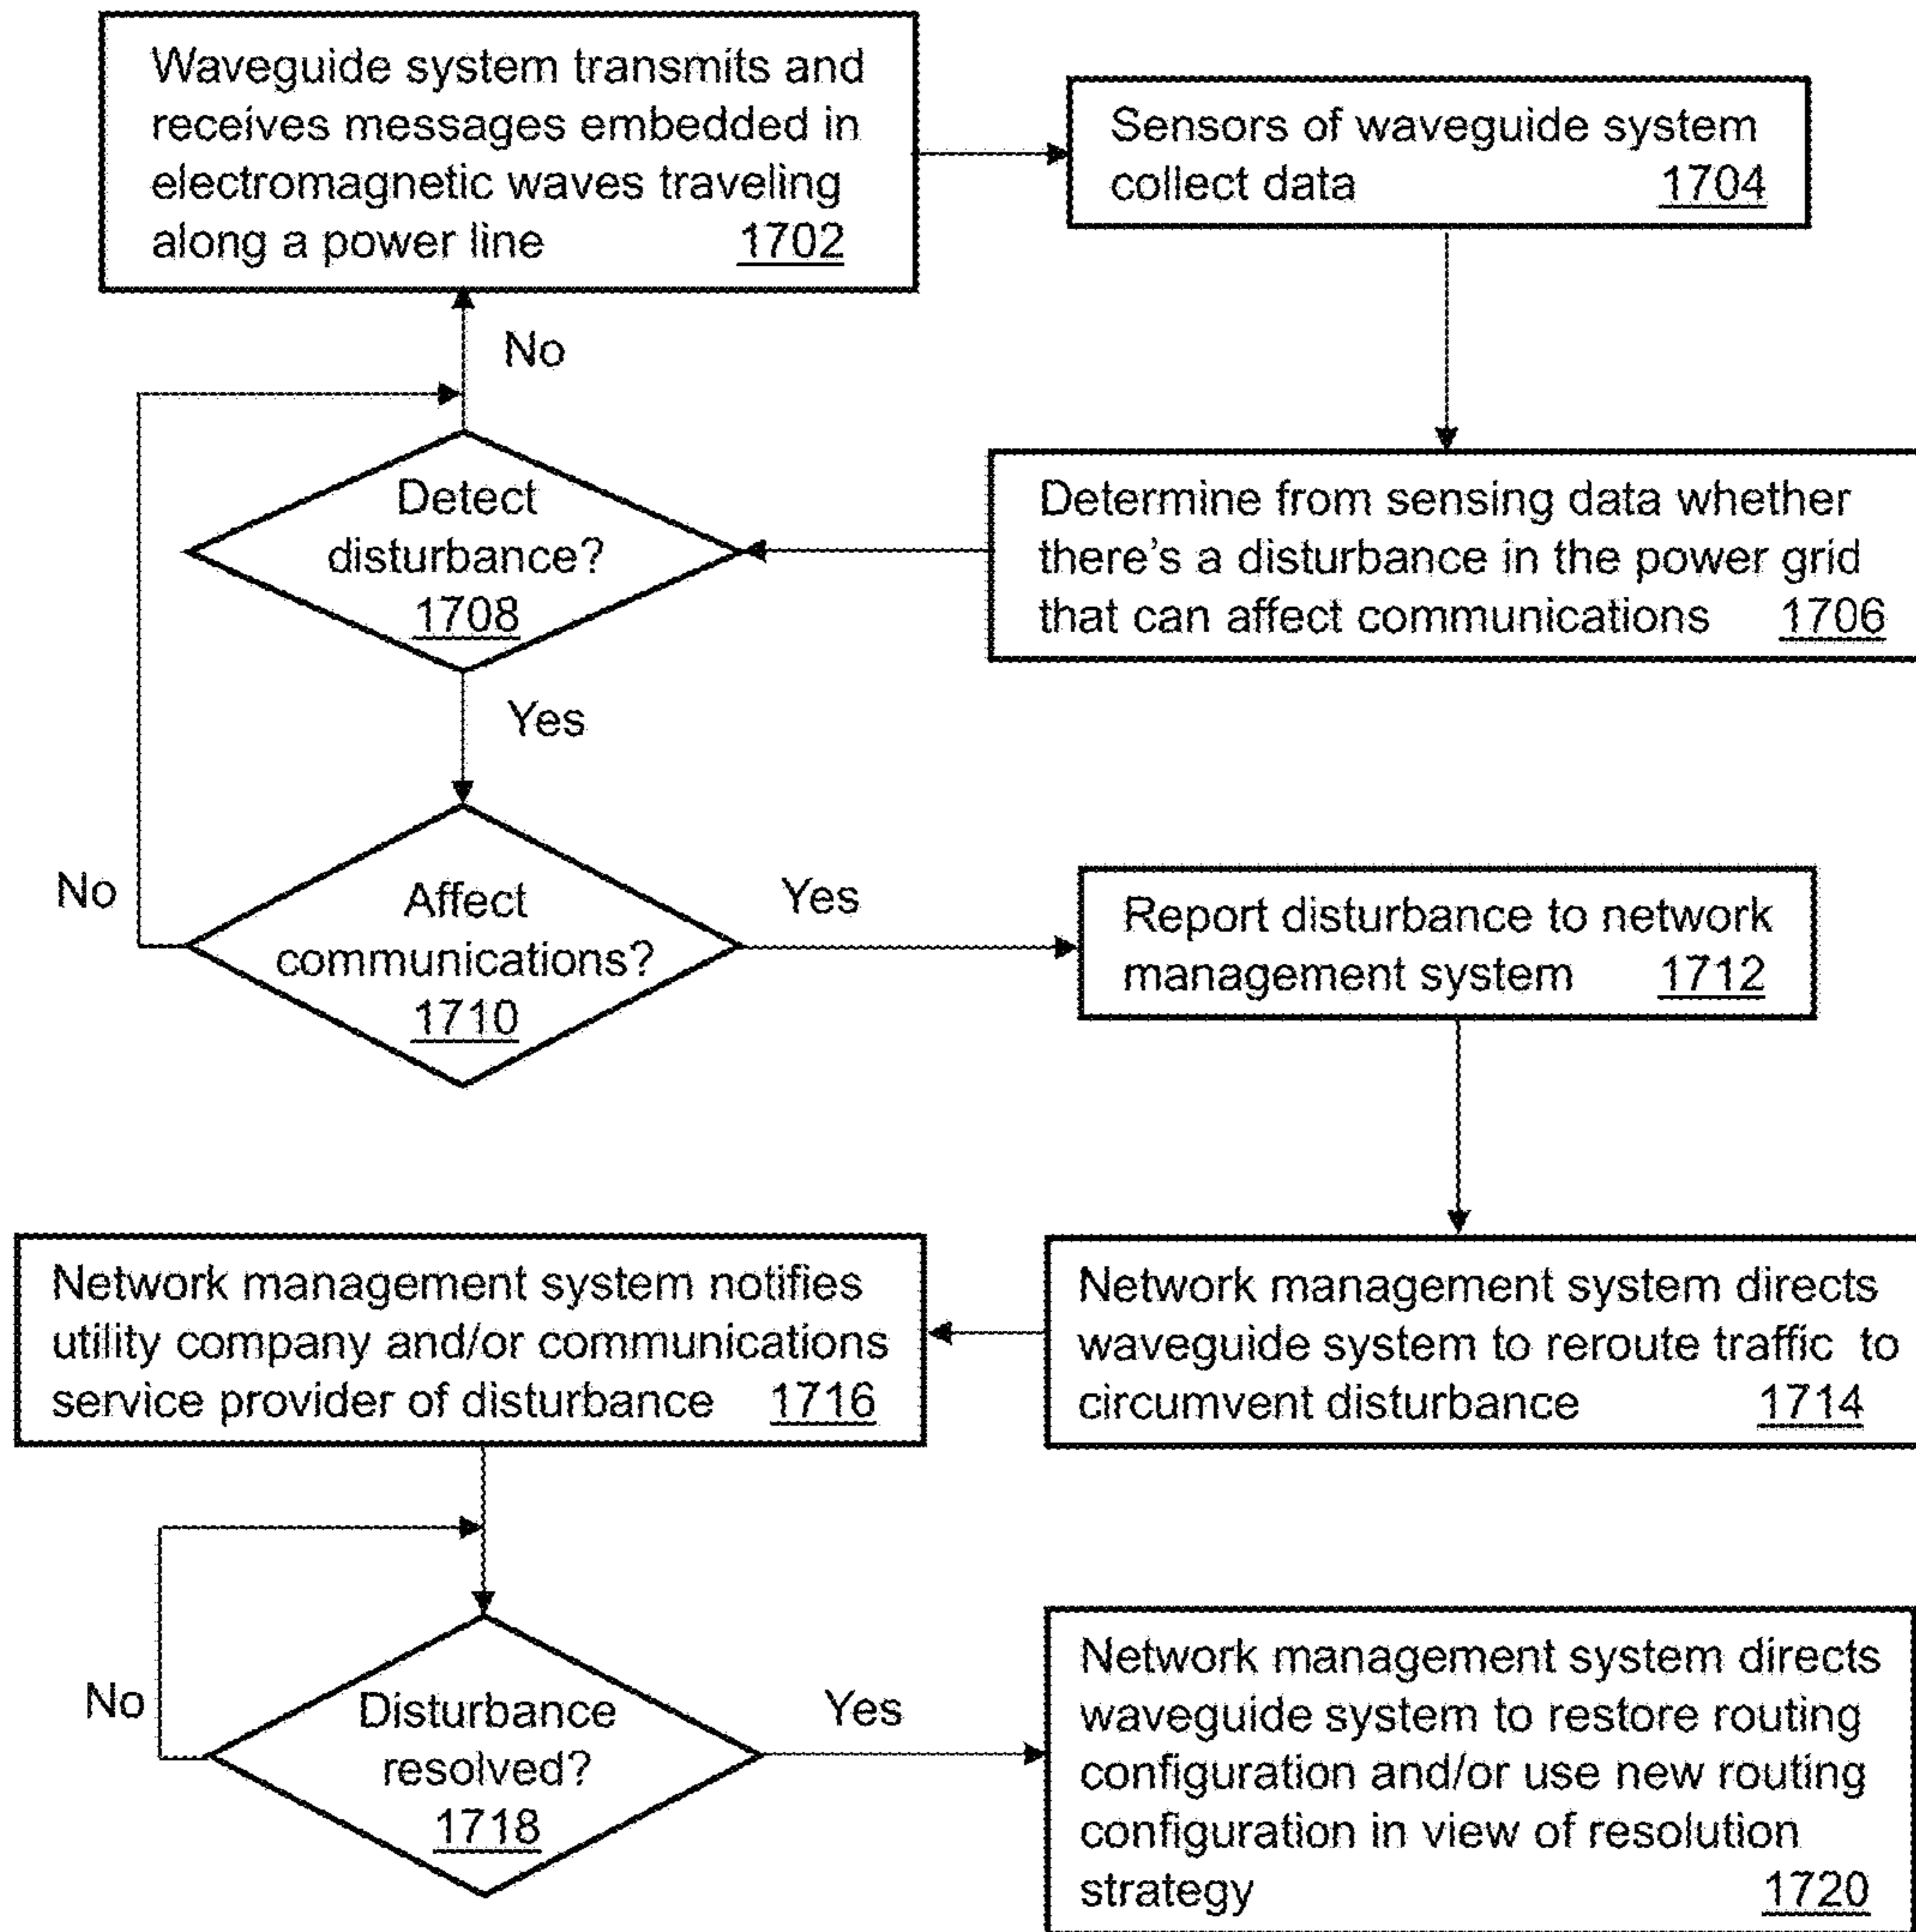 Waveguide system transmits and
receives messages embedded in
electromagnetic waves traveling
along a power line 1702
Sensors of waveguide system
collect data 1704
No
Detect
disturbance?
1708
Determine from sensing data whether
there's a disturbance in the power grid
that can affect communications 1706
Yes
No
Affect
communications?
1710
Yes
Report disturbance to network
management system 1712
Network management system notifies
utility company and/or communications
service provider of disturbance 1716
Network management system directs
waveguide system to reroute traffic to
circumvent disturbance 1714
No
Disturbance
resolved?
1718
Yes
Network management system directs
waveguide system to restore routing
configuration and/or use new routing
configuration in view of resolution
strategy 1720